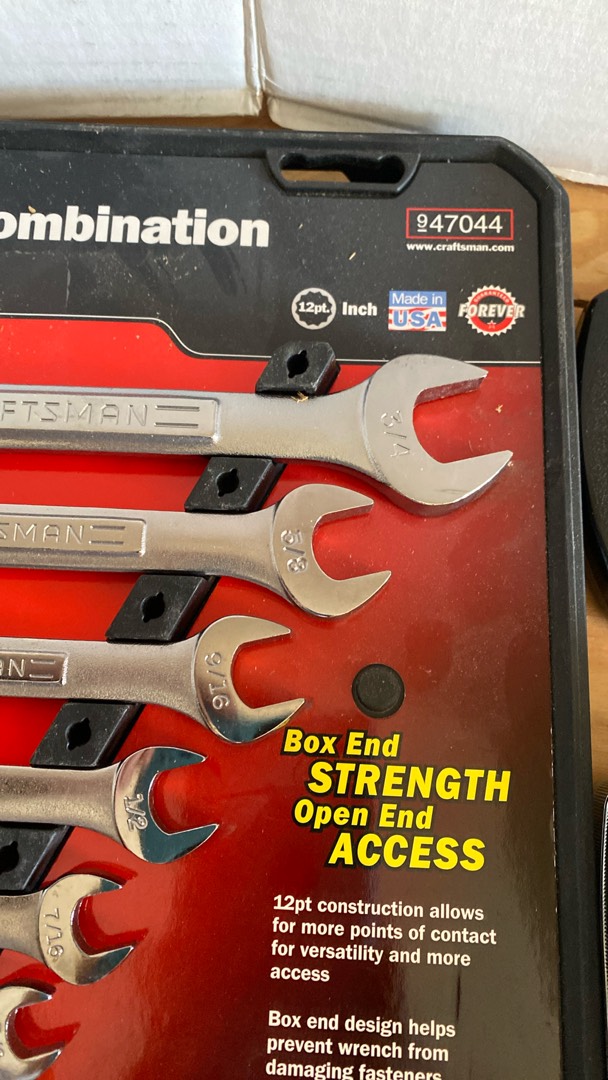 ombination
947044
www.craftsman.com
12pt. Inch
Made in
USA
GUARANTEED
FOREVER
FTSMAN
3/4
SMAN
5/8
AN
9/16
1/2
7/16
Box End
STRENGTH
Open End
ACCESS
12pt construction allows
for more points of contact
for versatility and more
access
Box end design helps
prevent wrench from
damaging fasteners